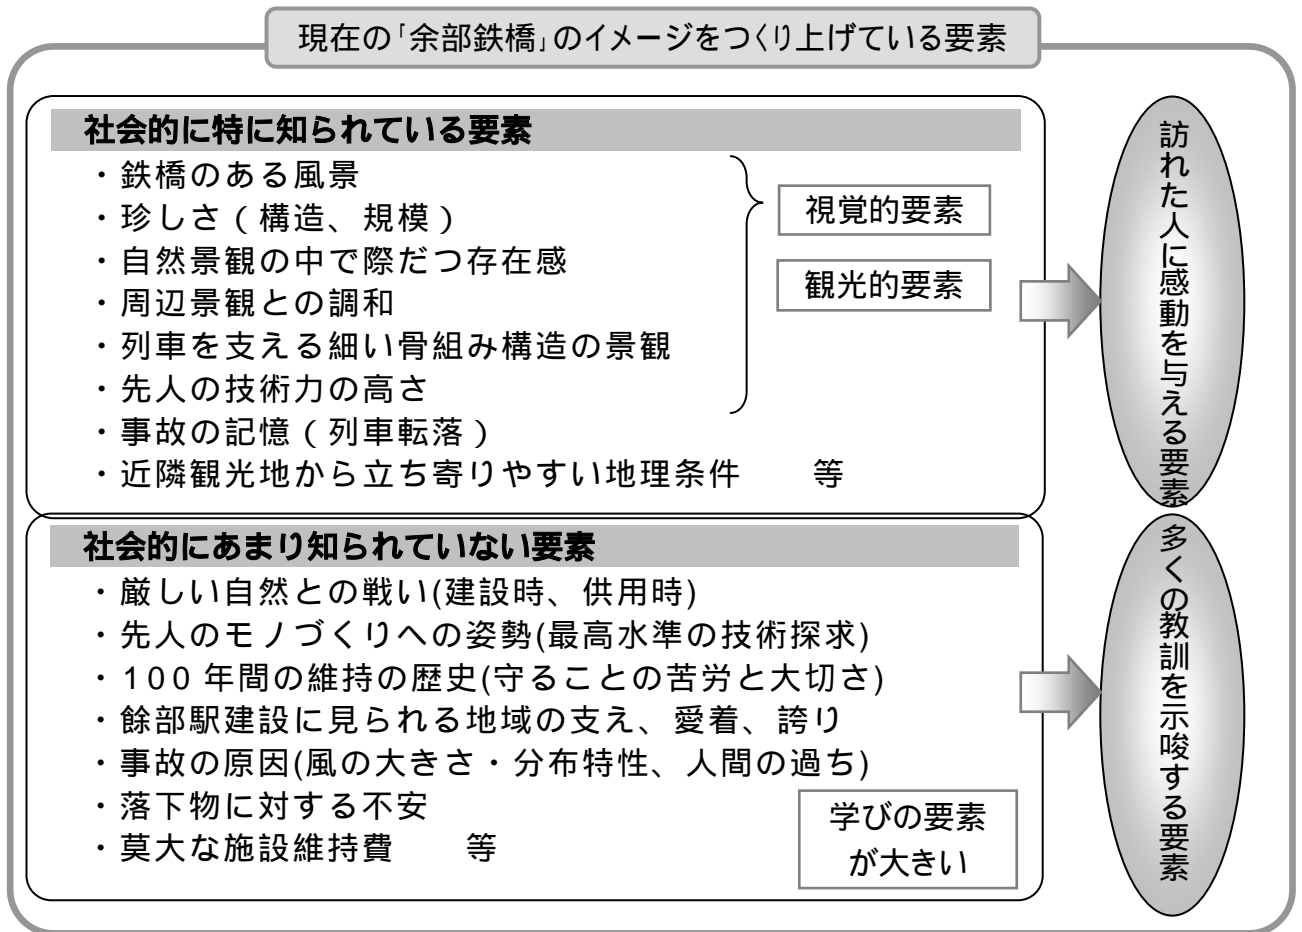 現在の「余部鉄橋」のイメージをつくり上げている要素
社会的に特に知られている要素
・鉄橋のある風景
・珍しさ（構造、規模）
・自然景観の中で際だつ存在感
・周辺景観との調和
・列車を支える細い骨組み構造の景観
・先人の技術力の高さ
・事故の記憶（列車転落）
・近隣観光地から立ち寄りやすい地理条件　　等
視覚的要素
観光的要素
訪れた人に感動を与える要素
社会的にあまり知られていない要素
・厳しい自然との戦い(建設時、供用時)
・先人のモノづくりへの姿勢(最高水準の技術探求)
・100年間の維持の歴史(守ることの苦労と大切さ)
・餘部駅建設に見られる地域の支え、愛着、誇り
・事故の原因(風の大きさ・分布特性、人間の過ち)
・落下物に対する不安
・莫大な施設維持費　　等
学びの要素
が大きい
多くの教訓を示唆する要素